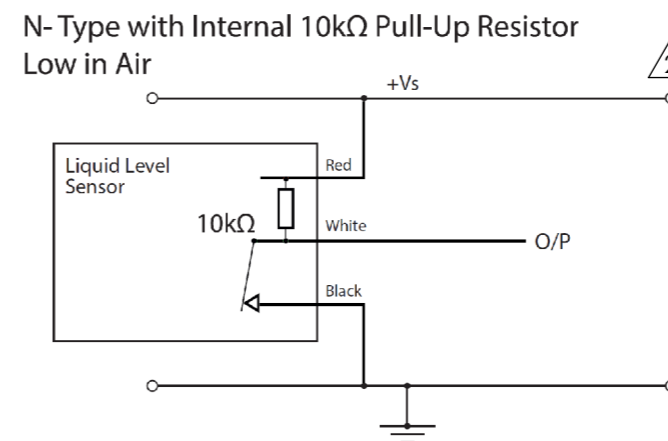 N- Type with Internal 10kΩ Pull-Up Resistor
Low in Air
+Vs
Liquid Level
Sensor
Red
10kΩ
White
O/P
Black